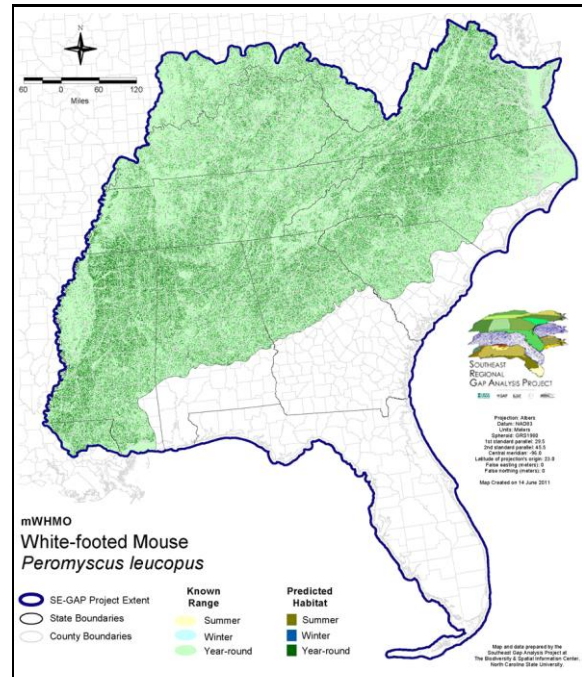 N
60 0 60 120
Miles
SOUTHEAST
REGIONAL
GAP ANALYSIS PROJECT
Projection: Albers
Datum: NAD83
Units: Meters
Spheroid: GRS1980
1st standard parallel: 29.5
2nd standard parallel: 45.5
Central meridian: -96.0
Latitude of projection's origin: 23.0
False easting (meters): 0
False northing (meters): 0
Map Created on 14 June 2011
mWHMO
White-footed Mouse
Peromyscus leucopus
SE-GAP Project Extent
State Boundaries
County Boundaries
Known
Range
Summer
Winter
Year-round
Predicted
Habitat
Summer
Winter
Year-round
Map and data prepared by the
Southeast Gap Analysis Project at
The Biodiversity & Spatial Information Center,
North Carolina State University.